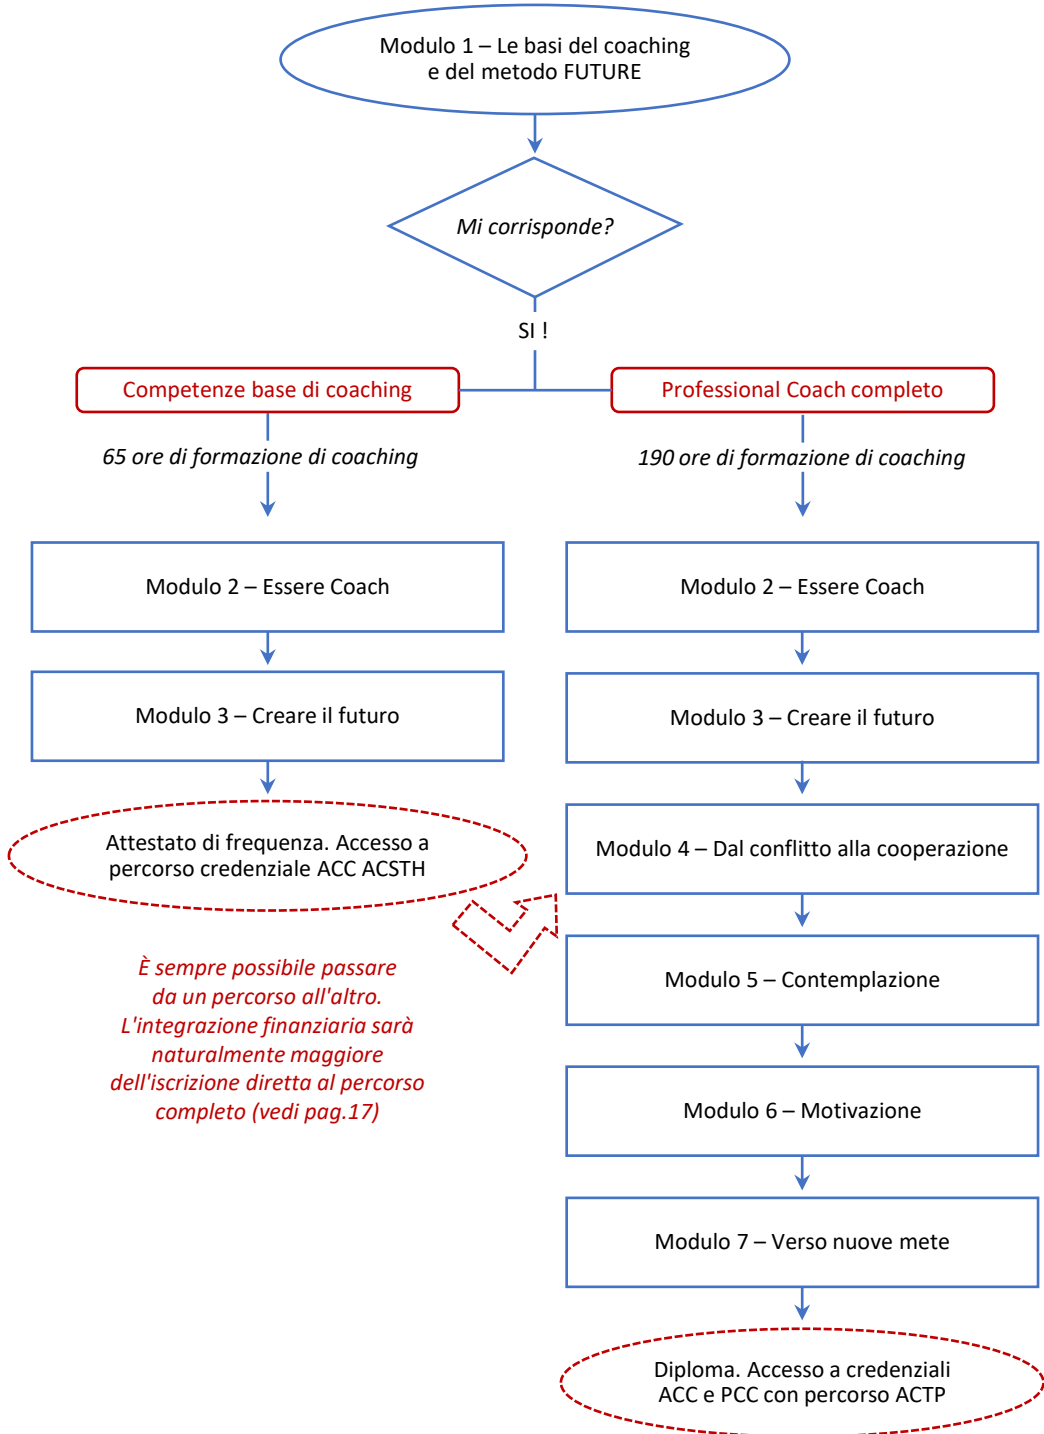 Modulo 1 – Le basi del coaching
e del metodo FUTURE
Mi corrisponde?
SI !
Competenze base di coaching
Professional Coach completo
65 ore di formazione di coaching
190 ore di formazione di coaching
Modulo 2 – Essere Coach
Modulo 2 – Essere Coach
Modulo 3 – Creare il futuro
Modulo 3 – Creare il futuro
Attestato di frequenza. Accesso a
percorso credenziale ACC ACSTH
Modulo 4 – Dal conflitto alla cooperazione
È sempre possibile passare
da un percorso all'altro.
L'integrazione finanziaria sarà
naturalmente maggiore
dell'iscrizione diretta al percorso
completo (vedi pag.17)
Modulo 5 – Contemplazione
Modulo 6 – Motivazione
Modulo 7 – Verso nuove mete
Diploma. Accesso a credenziali
ACC e PCC con percorso ACTP